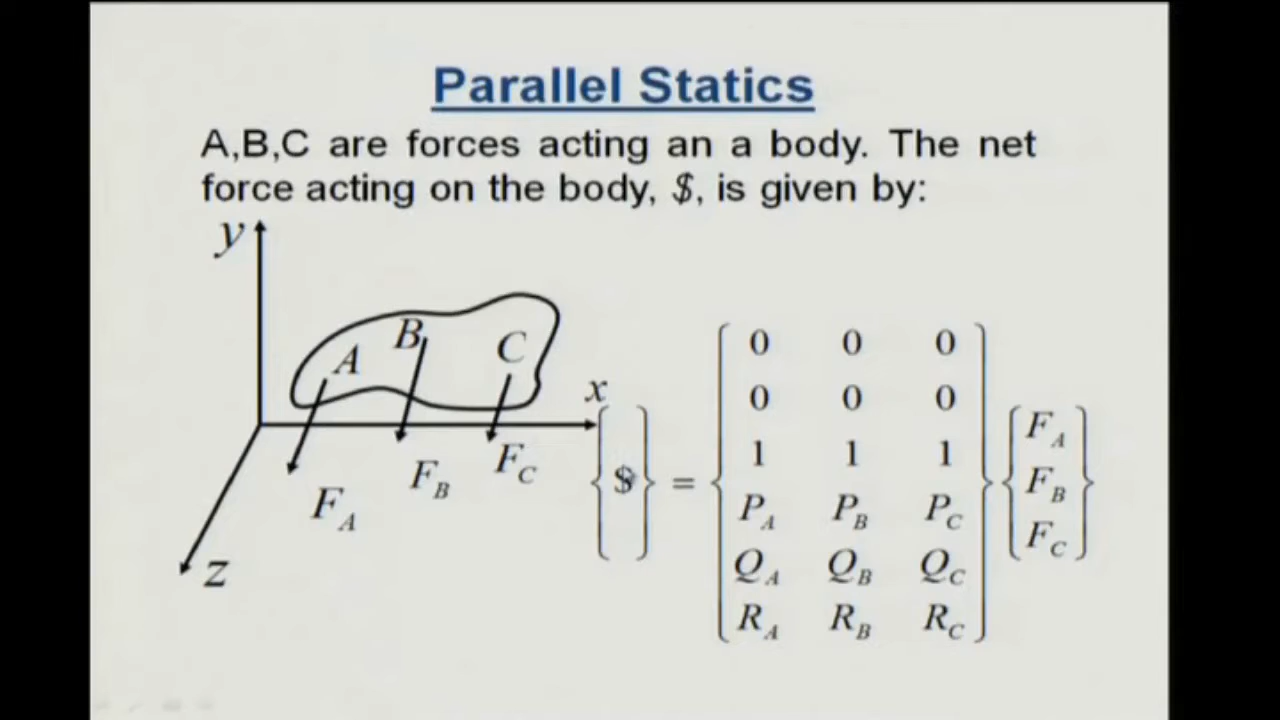 Parallel Statics
A,B,C are forces acting an a body. The net
force acting on the body, $, is given by:
y
B
C
A
x
F_C
F_B
F_A
z
{$} = [0 0 0
0 0 0
1 1 1
P_A P_B P_C
Q_A Q_B Q_C
R_A R_B R_C] {F_A
F_B
F_C}